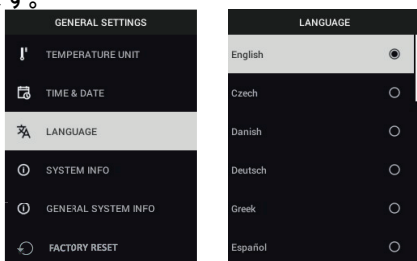 す。
GENERAL SETTINGS
TEMPERATURE UNIT
TIME & DATE
LANGUAGE
SYSTEM INFO
GENERAL SYSTEM INFO
FACTORY RESET
LANGUAGE
English
Czech
Danish
Deutsch
Greek
Español